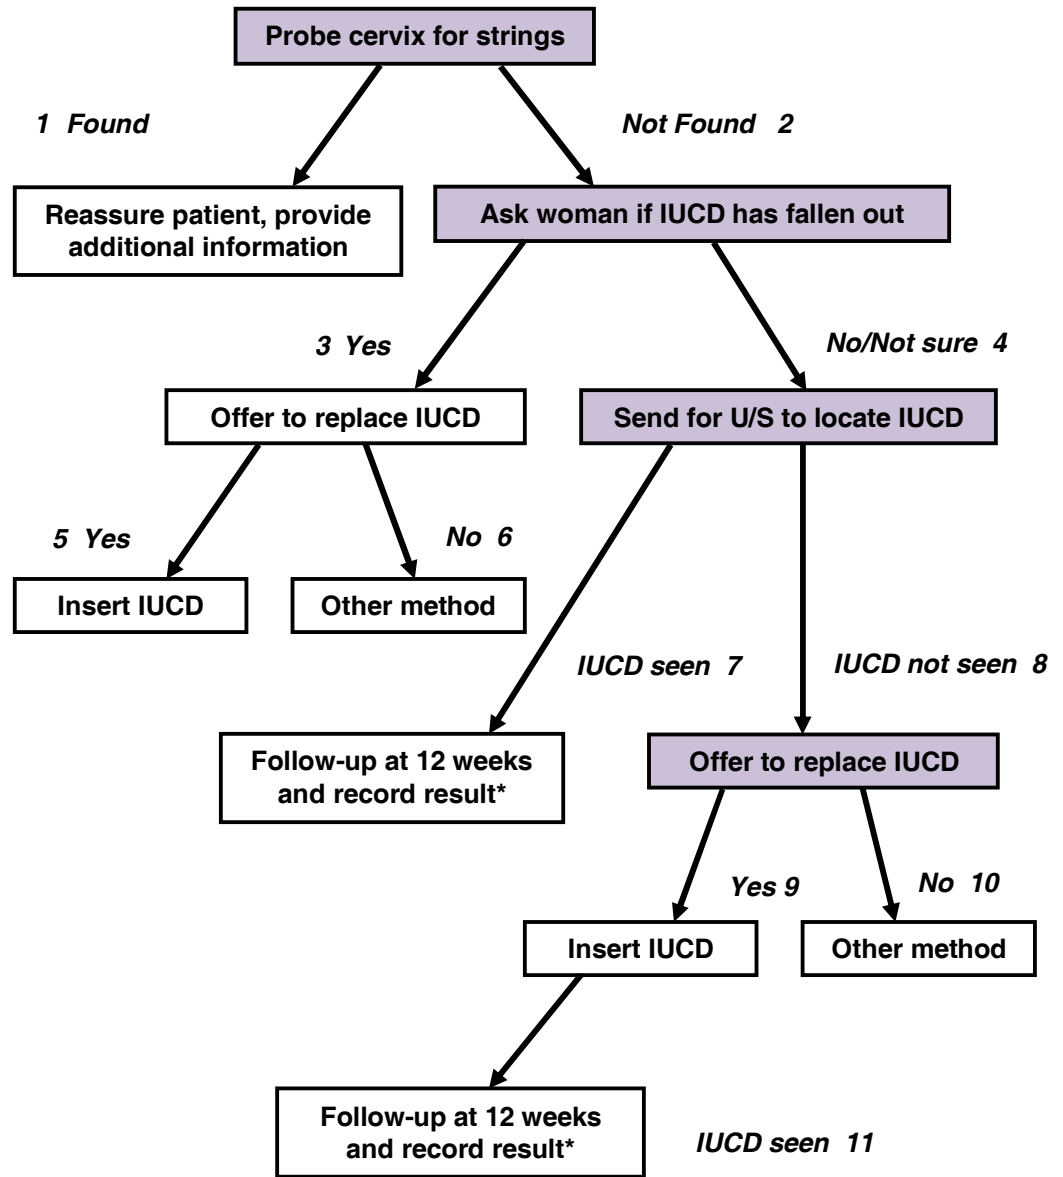 Probe cervix for strings
1 Found
Not Found 2
Reassure patient, provide
additional information
Ask woman if IUCD has fallen out
3 Yes
No/Not sure 4
Offer to replace IUCD
Send for U/S to locate IUCD
5 Yes
No 6
Insert IUCD
Other method
IUCD seen 7
IUCD not seen 8
Follow-up at 12 weeks
and record result*
Offer to replace IUCD
Yes 9
No 10
Insert IUCD
Other method
Follow-up at 12 weeks
and record result*
IUCD seen 11